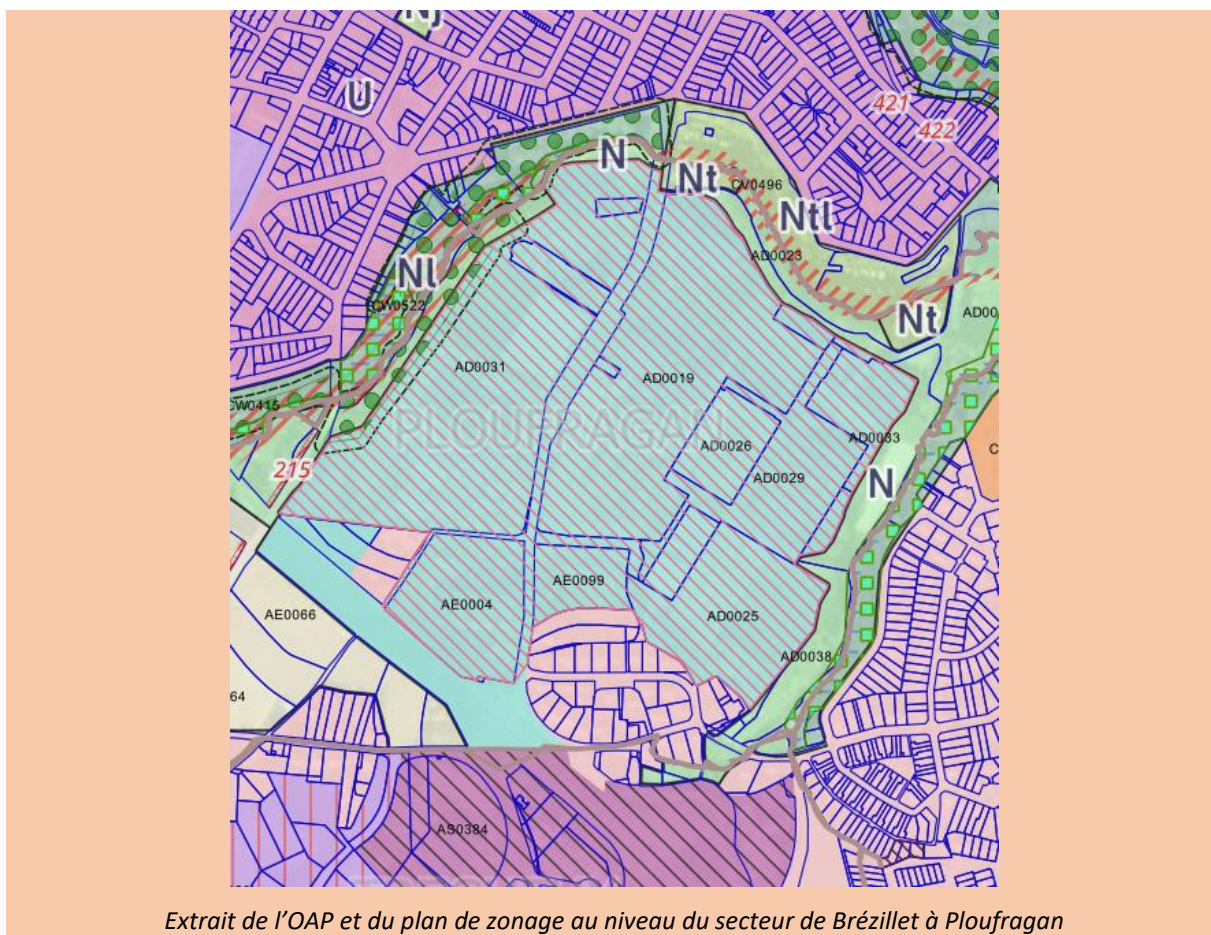 Nj
U
421
422
N
Nt
CV0496
Ntl
AD0023
Nl
CW0522
Nt
AD00
AD0031
AD0019
CW0415
PLOUFRAGAN
AD0026
AD0033
215
AD0029
N
C
AE0099
AE0004
AE0066
AD0025
AD0038
64
AS0384
Extrait de l’OAP et du plan de zonage au niveau du secteur de Brézillet à Ploufragan